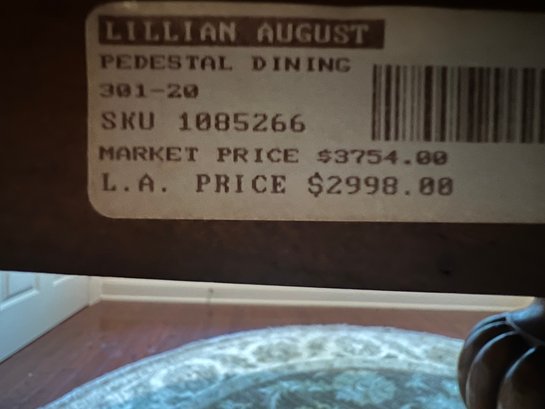 LILLIAN AUGUST
PEDESTAL DINING
301-20
SKU 1085266
MARKET PRICE $3754.00
L.A. PRICE $2998.00